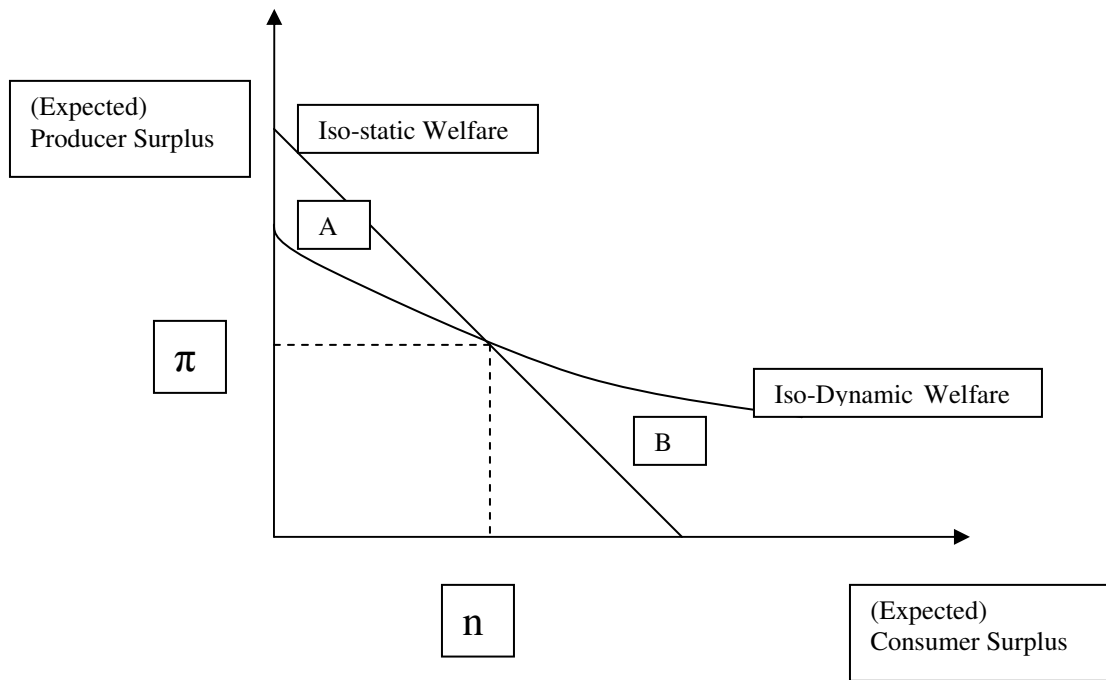 (Expected)
Producer Surplus
Iso-static Welfare
A
π
Iso-Dynamic Welfare
B
n
(Expected)
Consumer Surplus